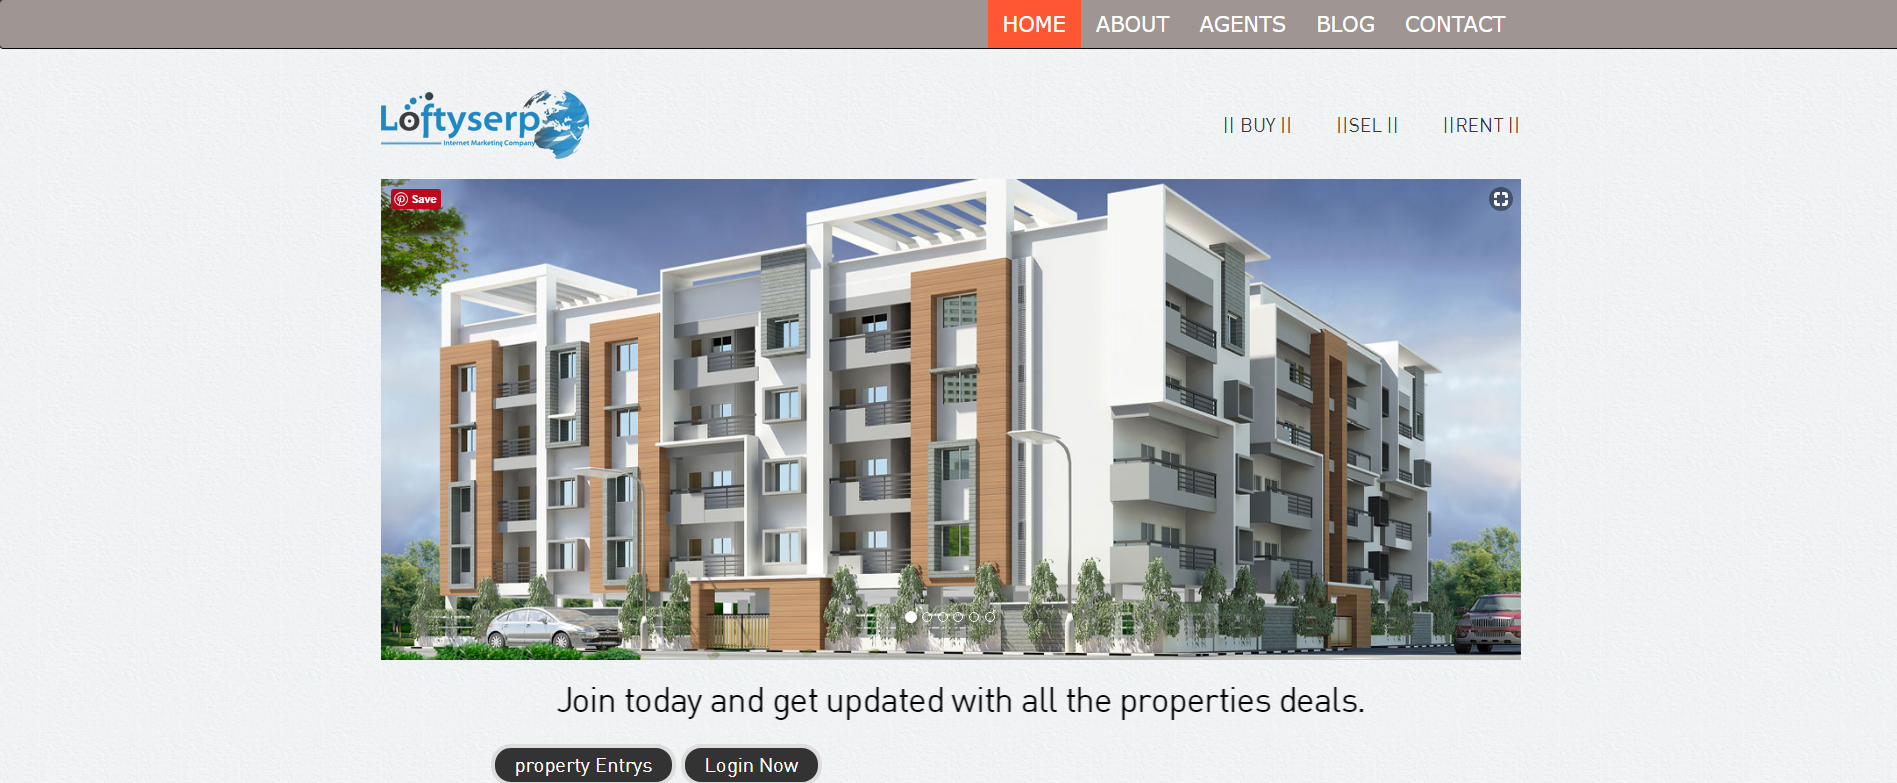 HOME ABOUT AGENTS BLOG CONTACT
Loftyserp
Internet Marketing Company
|| BUY || ||SEL || ||RENT ||
Save
Join today and get updated with all the properties deals.
property Entrys Login Now